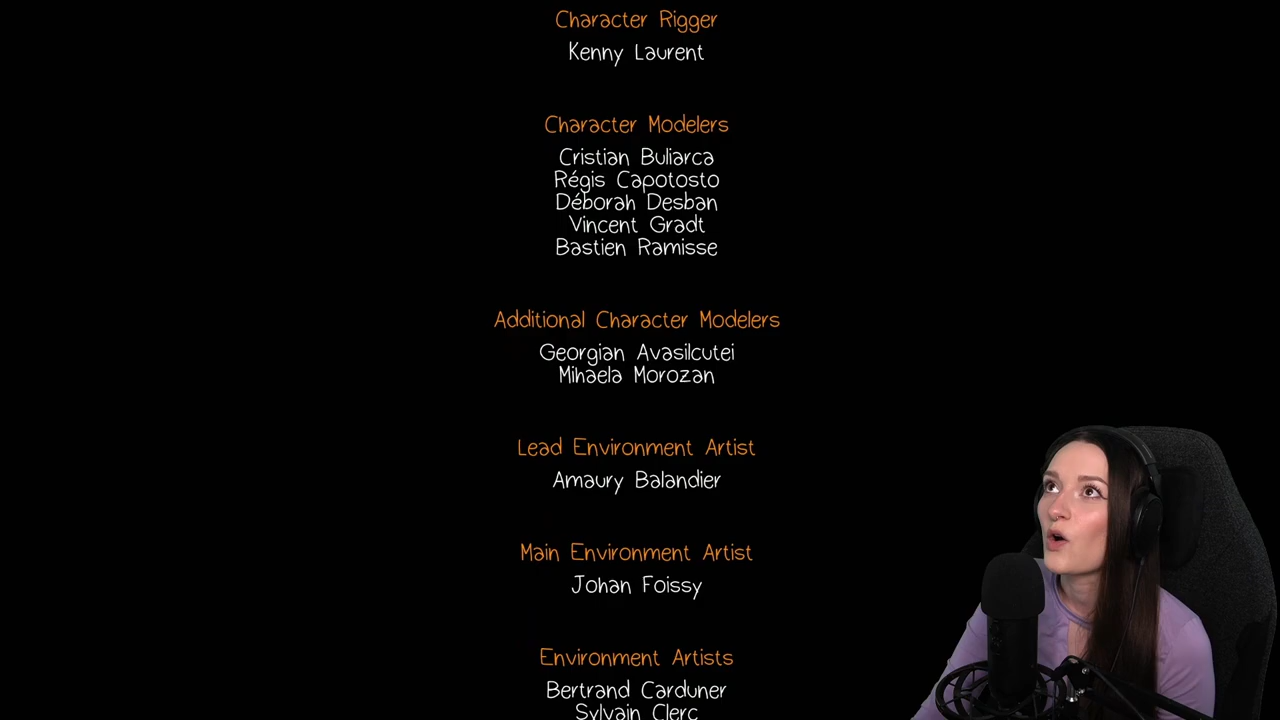 Character Rigger
Kenny Laurent
Character Modelers
Cristian Buliarca
Régis Capotosto
Déborah Desban
Vincent Gradt
Bastien Ramisse
Additional Character Modelers
Georgian Avasilcutei
Mihaela Morozan
Lead Environment Artist
Amaury Balandier
Main Environment Artist
Johan Foissy
Environment Artists
Bertrand Carduner
Sylvain Clerc